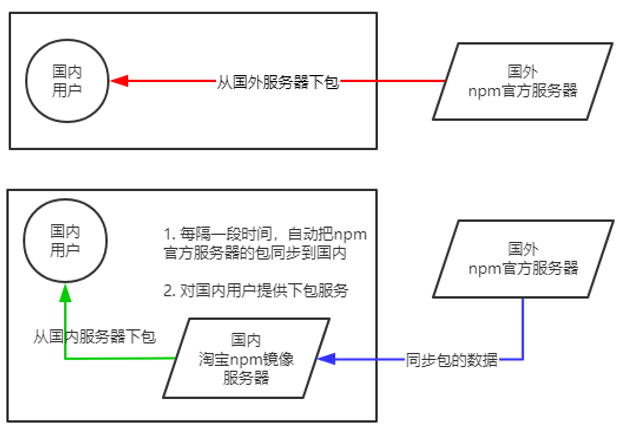 国内
用户
从国外服务器下包
国外
npm官方服务器
国内
用户
1. 每隔一段时间，自动把npm
官方服务器的包同步到国内
2. 对国内用户提供下包服务
国外
npm官方服务器
从国内服务器下包
国内
淘宝npm镜像
服务器
同步包的数据